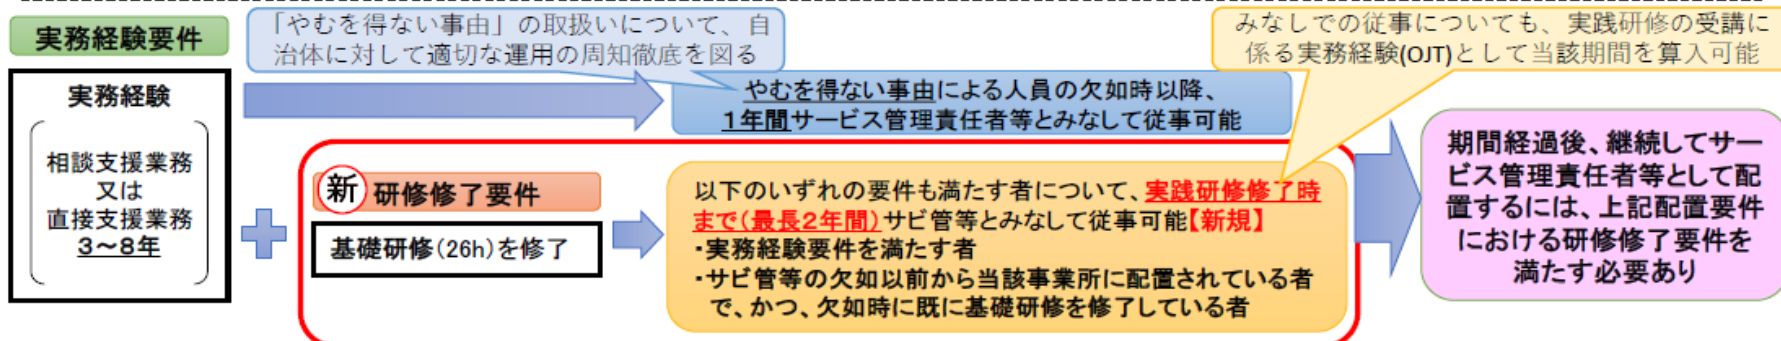 実務経験要件
「やむを得ない事由」の取扱いについて、自
治体に対して適切な運用の周知徹底を図る
みなしでの従事についても、実践研修の受講に
係る実務経験(OJT)として当該期間を算入可能
実務経験
相談支援業務
又は
直接支援業務
3～8年
やむを得ない事由による人員の欠如時以降、
1年間サービス管理責任者等とみなして従事可能
新
研修修了要件
基礎研修(26h)を修了
以下のいずれの要件も満たす者について、実践研修修了時
まで(最長2年間)サビ管等とみなして従事可能【新規】
・実務経験要件を満たす者
・サビ管等の欠如以前から当該事業所に配置されている者
で、かつ、欠如時に既に基礎研修を修了している者
期間経過後、継続してサー
ビス管理責任者等として配
置するには、上記配置要件
における研修修了要件を
満たす必要あり